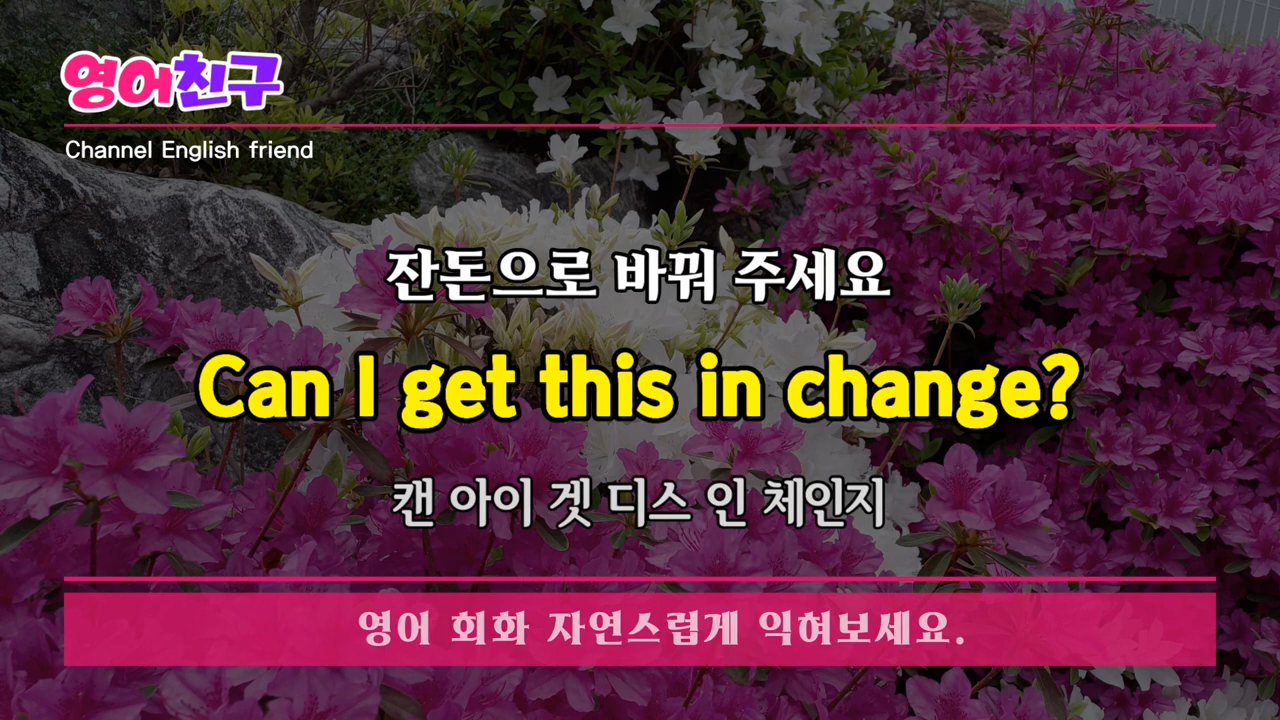 영어친구
Channel English friend
잔돈으로 바꿔 주세요
Can I get this in change?
캔 아이 겟 디스 인 체인지
영어 회화 자연스럽게 익혀보세요.